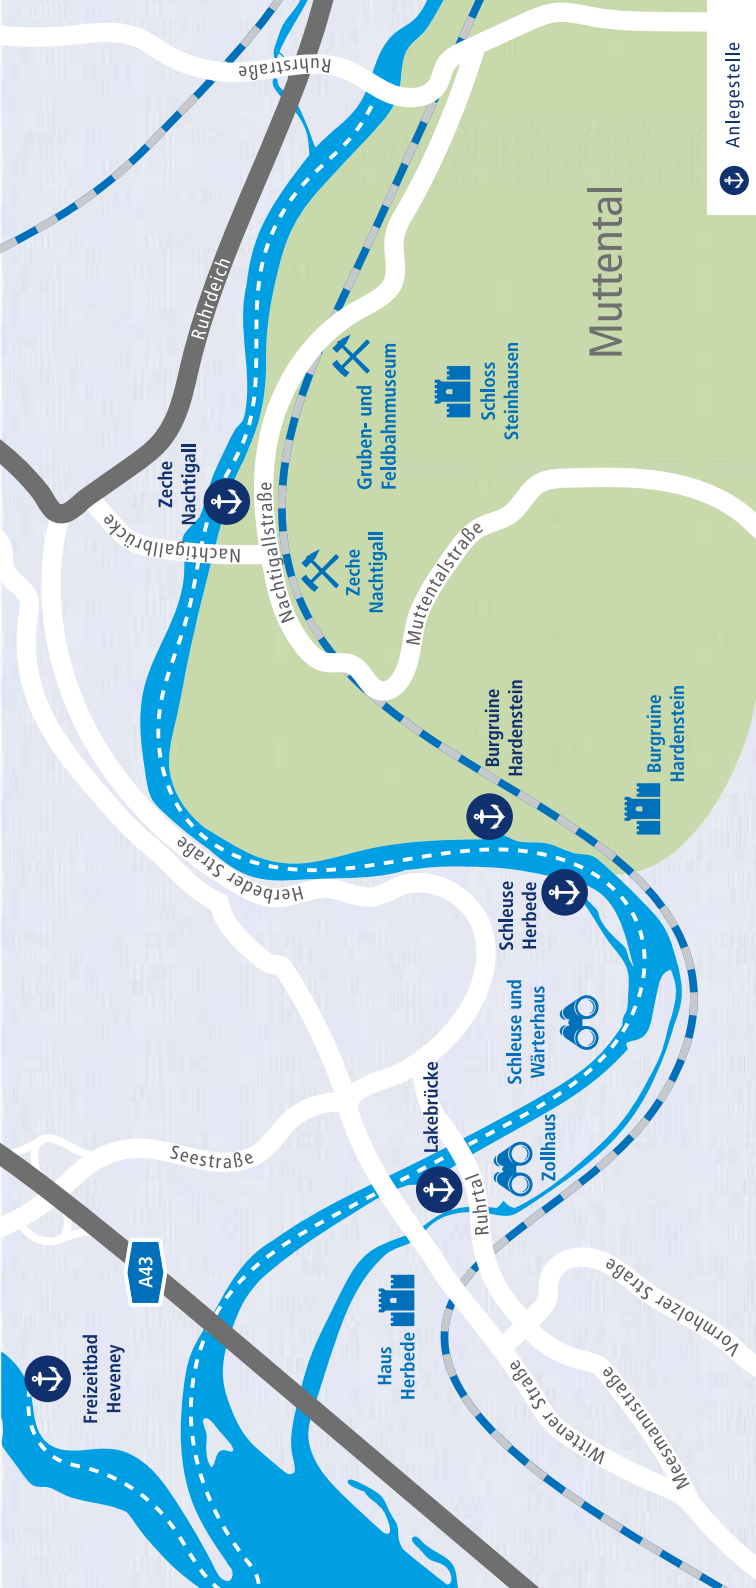 Freizeitbad
Heveney
A43
Seestraße
Haus
Herbede
Wittener Straße
Meesmannstraße
Vormholzer Straße
Ruhrtal
Lakebrücke
Zollhaus
Schleuse und
Wärterhaus
Schleuse
Herbede
Herbeder Straße
Burgruine
Hardenstein
Burgruine
Hardenstein
Nachtigallbrücke
Zeche
Nachtigall
Nachtigallstraße
Zeche
Nachtigall
Muttentalstraße
Gruben- und
Feldbahnmuseum
Schloss
Steinhausen
Ruhrdeich
Ruhrstraße
Muttental
Anlegestelle